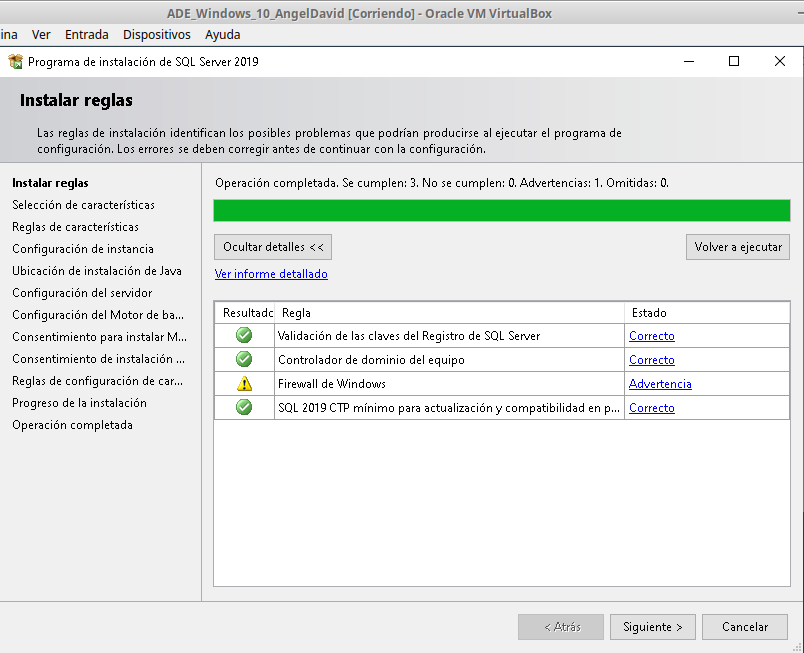 ADE_Windows_10_AngelDavid [Corriendo] - Oracle VM VirtualBox
ina Ver Entrada Dispositivos Ayuda
Programa de instalación de SQL Server 2019
Instalar reglas
Las reglas de instalación identifican los posibles problemas que podrían producirse al ejecutar el programa de
configuración. Los errores se deben corregir antes de continuar con la configuración.
Instalar reglas
Selección de características
Reglas de características
Configuración de instancia
Ubicación de instalación de Java
Configuración del servidor
Configuración del Motor de ba...
Consentimiento para instalar M...
Consentimiento de instalación ...
Reglas de configuración de car...
Progreso de la instalación
Operación completada
Operación completada. Se cumplen: 3. No se cumplen: 0. Advertencias: 1. Omitidas: 0.
Ocultar detalles <<
Volver a ejecutar
Ver informe detallado
Resultado Regla Estado
Validación de las claves del Registro de SQL Server Correcto
Controlador de dominio del equipo Correcto
Firewall de Windows Advertencia
SQL 2019 CTP mínimo para actualización y compatibilidad en p... Correcto
< Atrás Siguiente > Cancelar